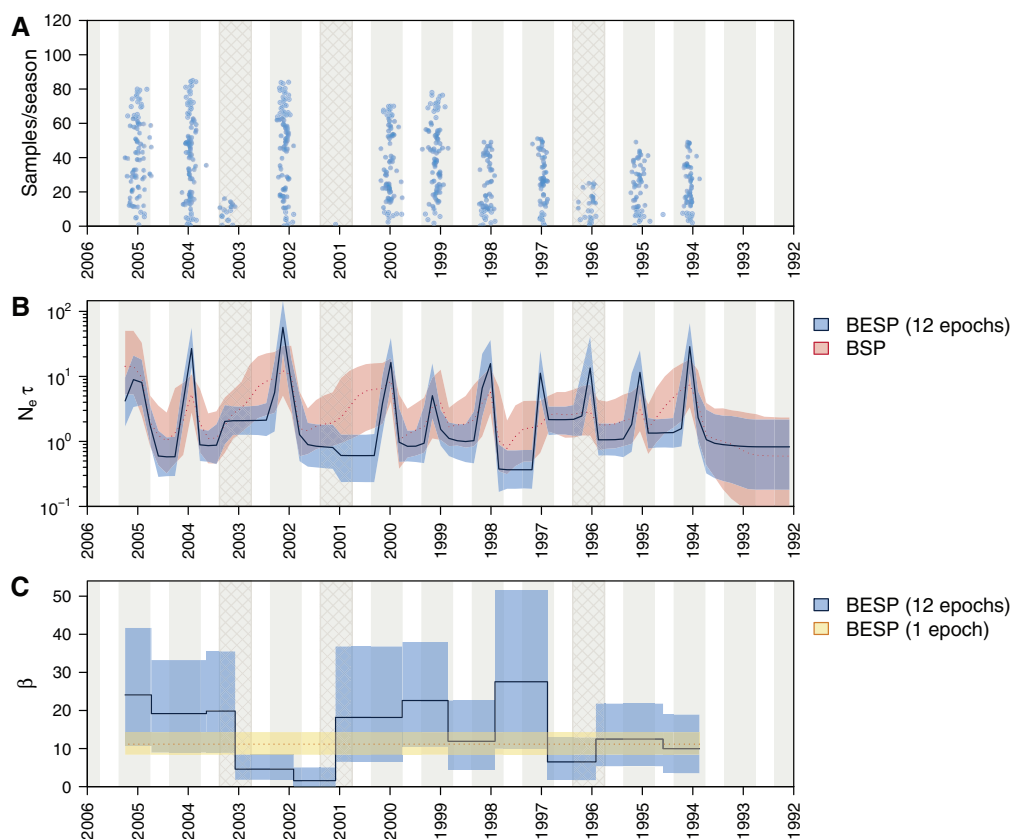 A
Samples/season
120
100
80
60
40
20
0
2006 2005 2004 2003 2002 2001 2000 1999 1998 1997 1996 1995 1994 1993 1992
B
Nₑ τ
10²
10¹
10⁰
10⁻¹
2006 2005 2004 2003 2002 2001 2000 1999 1998 1997 1996 1995 1994 1993 1992
BESP (12 epochs)
BSP
C
β
50
40
30
20
10
0
2006 2005 2004 2003 2002 2001 2000 1999 1998 1997 1996 1995 1994 1993 1992
BESP (12 epochs)
BESP (1 epoch)